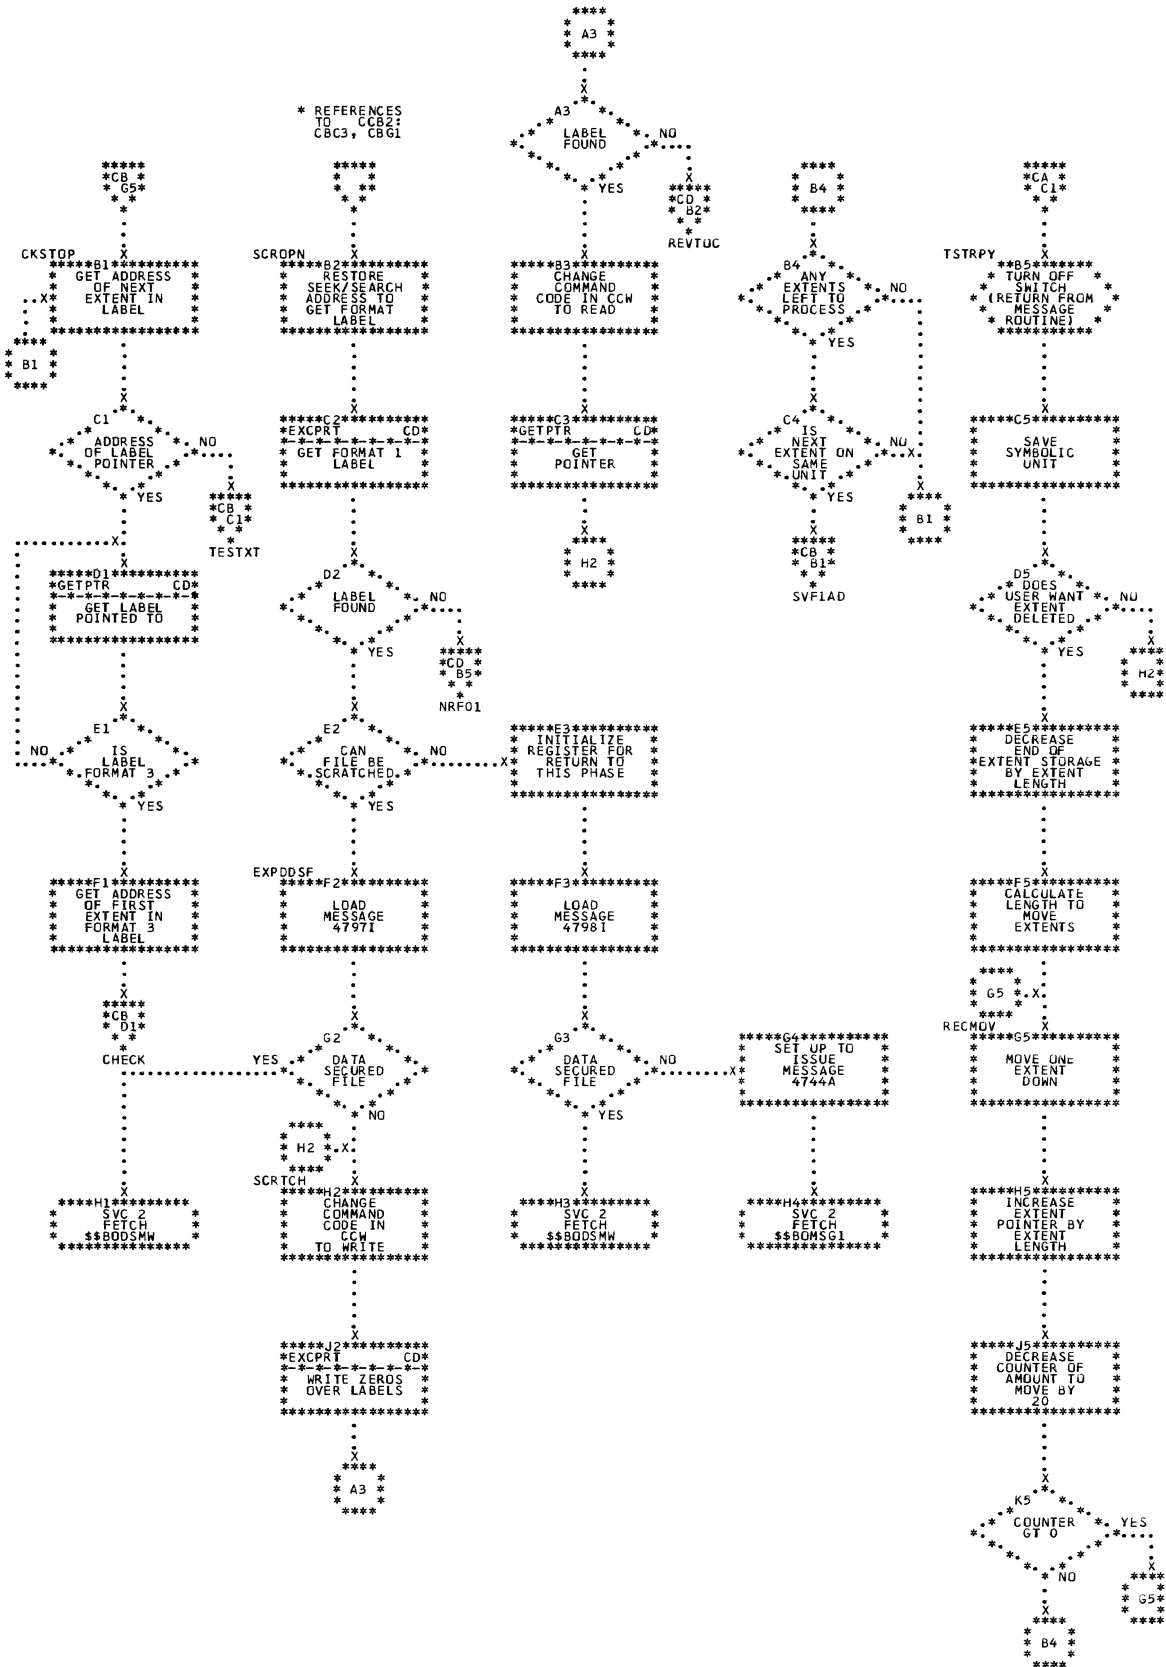 A3
* REFERENCES
TO CCB2:
CBC3, CBG1
A3
LABEL
FOUND
NO
YES
CD
B2*
REVTOC
CB
G5*
CKSTOP
B1
GET ADDRESS
OF NEXT
EXTENT IN
LABEL
B1
C1
ADDRESS
OF LABEL
POINTER
NO
YES
CB
C1*
TESTXT
D1
GETPTR CD
GET LABEL
POINTED TO
E1
IS
LABEL
FORMAT 3
NO
YES
F1
GET ADDRESS
OF FIRST
EXTENT IN
FORMAT 3
LABEL
CB
D1*
CHECK
H1
SVC 2
FETCH
$$BODSMW
SCROPN
B2
RESTORE
SEEK/SEARCH
ADDRESS TO
GET FORMAT
LABEL
C2
EXCPRT CD
GET FORMAT 1
LABEL
D2
LABEL
FOUND
NO
YES
CD
B5*
NRF01
E2
CAN
FILE BE
SCRATCHED
NO
YES
EXPDDSF
F2
LOAD
MESSAGE
4797I
G2
DATA
SECURED
FILE
YES
NO
H2
SCRTCH
H2
CHANGE
COMMAND
CODE IN
CCW
TO WRITE
J2
EXCPRT CD
WRITE ZEROS
OVER LABELS
A3
B3
CHANGE
COMMAND
CODE IN CCW
TO READ
C3
GETPTR CD
GET
POINTER
H2
E3
INITIALIZE
REGISTER FOR
RETURN TO
THIS PHASE
F3
LOAD
MESSAGE
4798I
G3
DATA
SECURED
FILE
NO
YES
H3
SVC 2
FETCH
$$BODSMW
B4
B4
ANY
EXTENTS
LEFT TO
PROCESS
NO
YES
C4
IS
NEXT
EXTENT ON
SAME
UNIT
NO
YES
B1
CB
B1*
SVF1AD
G4
SET UP TO
ISSUE
MESSAGE
4744A
H4
SVC 2
FETCH
$$BOMSG1
CA
C1*
TSTRPY
B5
TURN OFF
SWITCH
(RETURN FROM
MESSAGE
ROUTINE)
C5
SAVE
SYMBOLIC
UNIT
D5
DOES
USER WANT
EXTENT
DELETED
NO
YES
H2
E5
DECREASE
END OF
EXTENT STORAGE
BY EXTENT
LENGTH
F5
CALCULATE
LENGTH TO
MOVE
EXTENTS
G5
RECMOV
G5
MOVE ONE
EXTENT
DOWN
H5
INCREASE
EXTENT
POINTER BY
EXTENT
LENGTH
J5
DECREASE
COUNTER OF
AMOUNT TO
MOVE BY
20
K5
COUNTER
GT 0
YES
NO
G5
B4